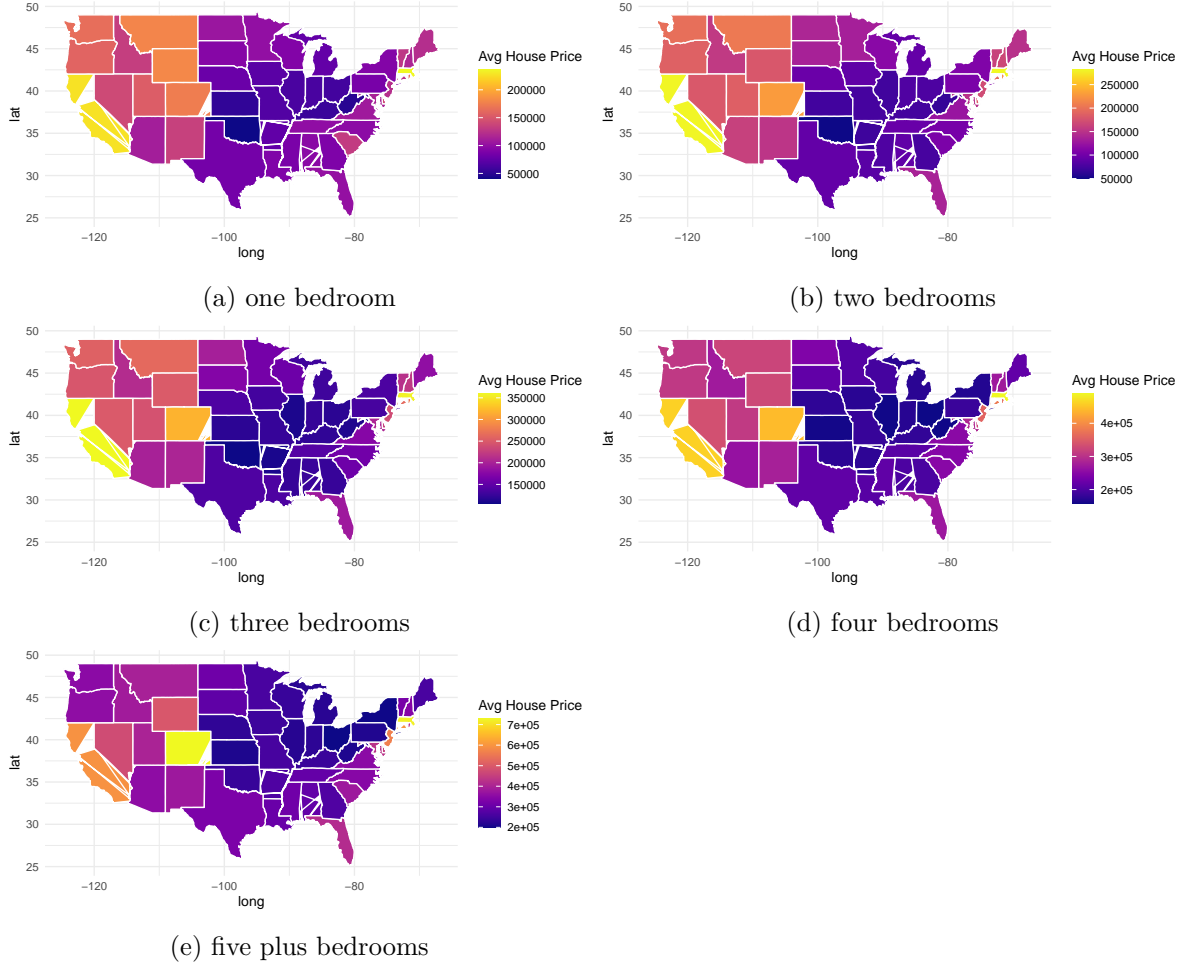 50
45
40
35
30
25
lat
−120
−100
−80
long
Avg House Price
200000
150000
100000
50000
(a) one bedroom
50
45
40
35
30
25
lat
−120
−100
−80
long
Avg House Price
250000
200000
150000
100000
50000
(b) two bedrooms
50
45
40
35
30
25
lat
−120
−100
−80
long
Avg House Price
350000
300000
250000
200000
150000
(c) three bedrooms
50
45
40
35
30
25
lat
−120
−100
−80
long
Avg House Price
4e+05
3e+05
2e+05
(d) four bedrooms
50
45
40
35
30
25
lat
−120
−100
−80
long
Avg House Price
7e+05
6e+05
5e+05
4e+05
3e+05
2e+05
(e) five plus bedrooms